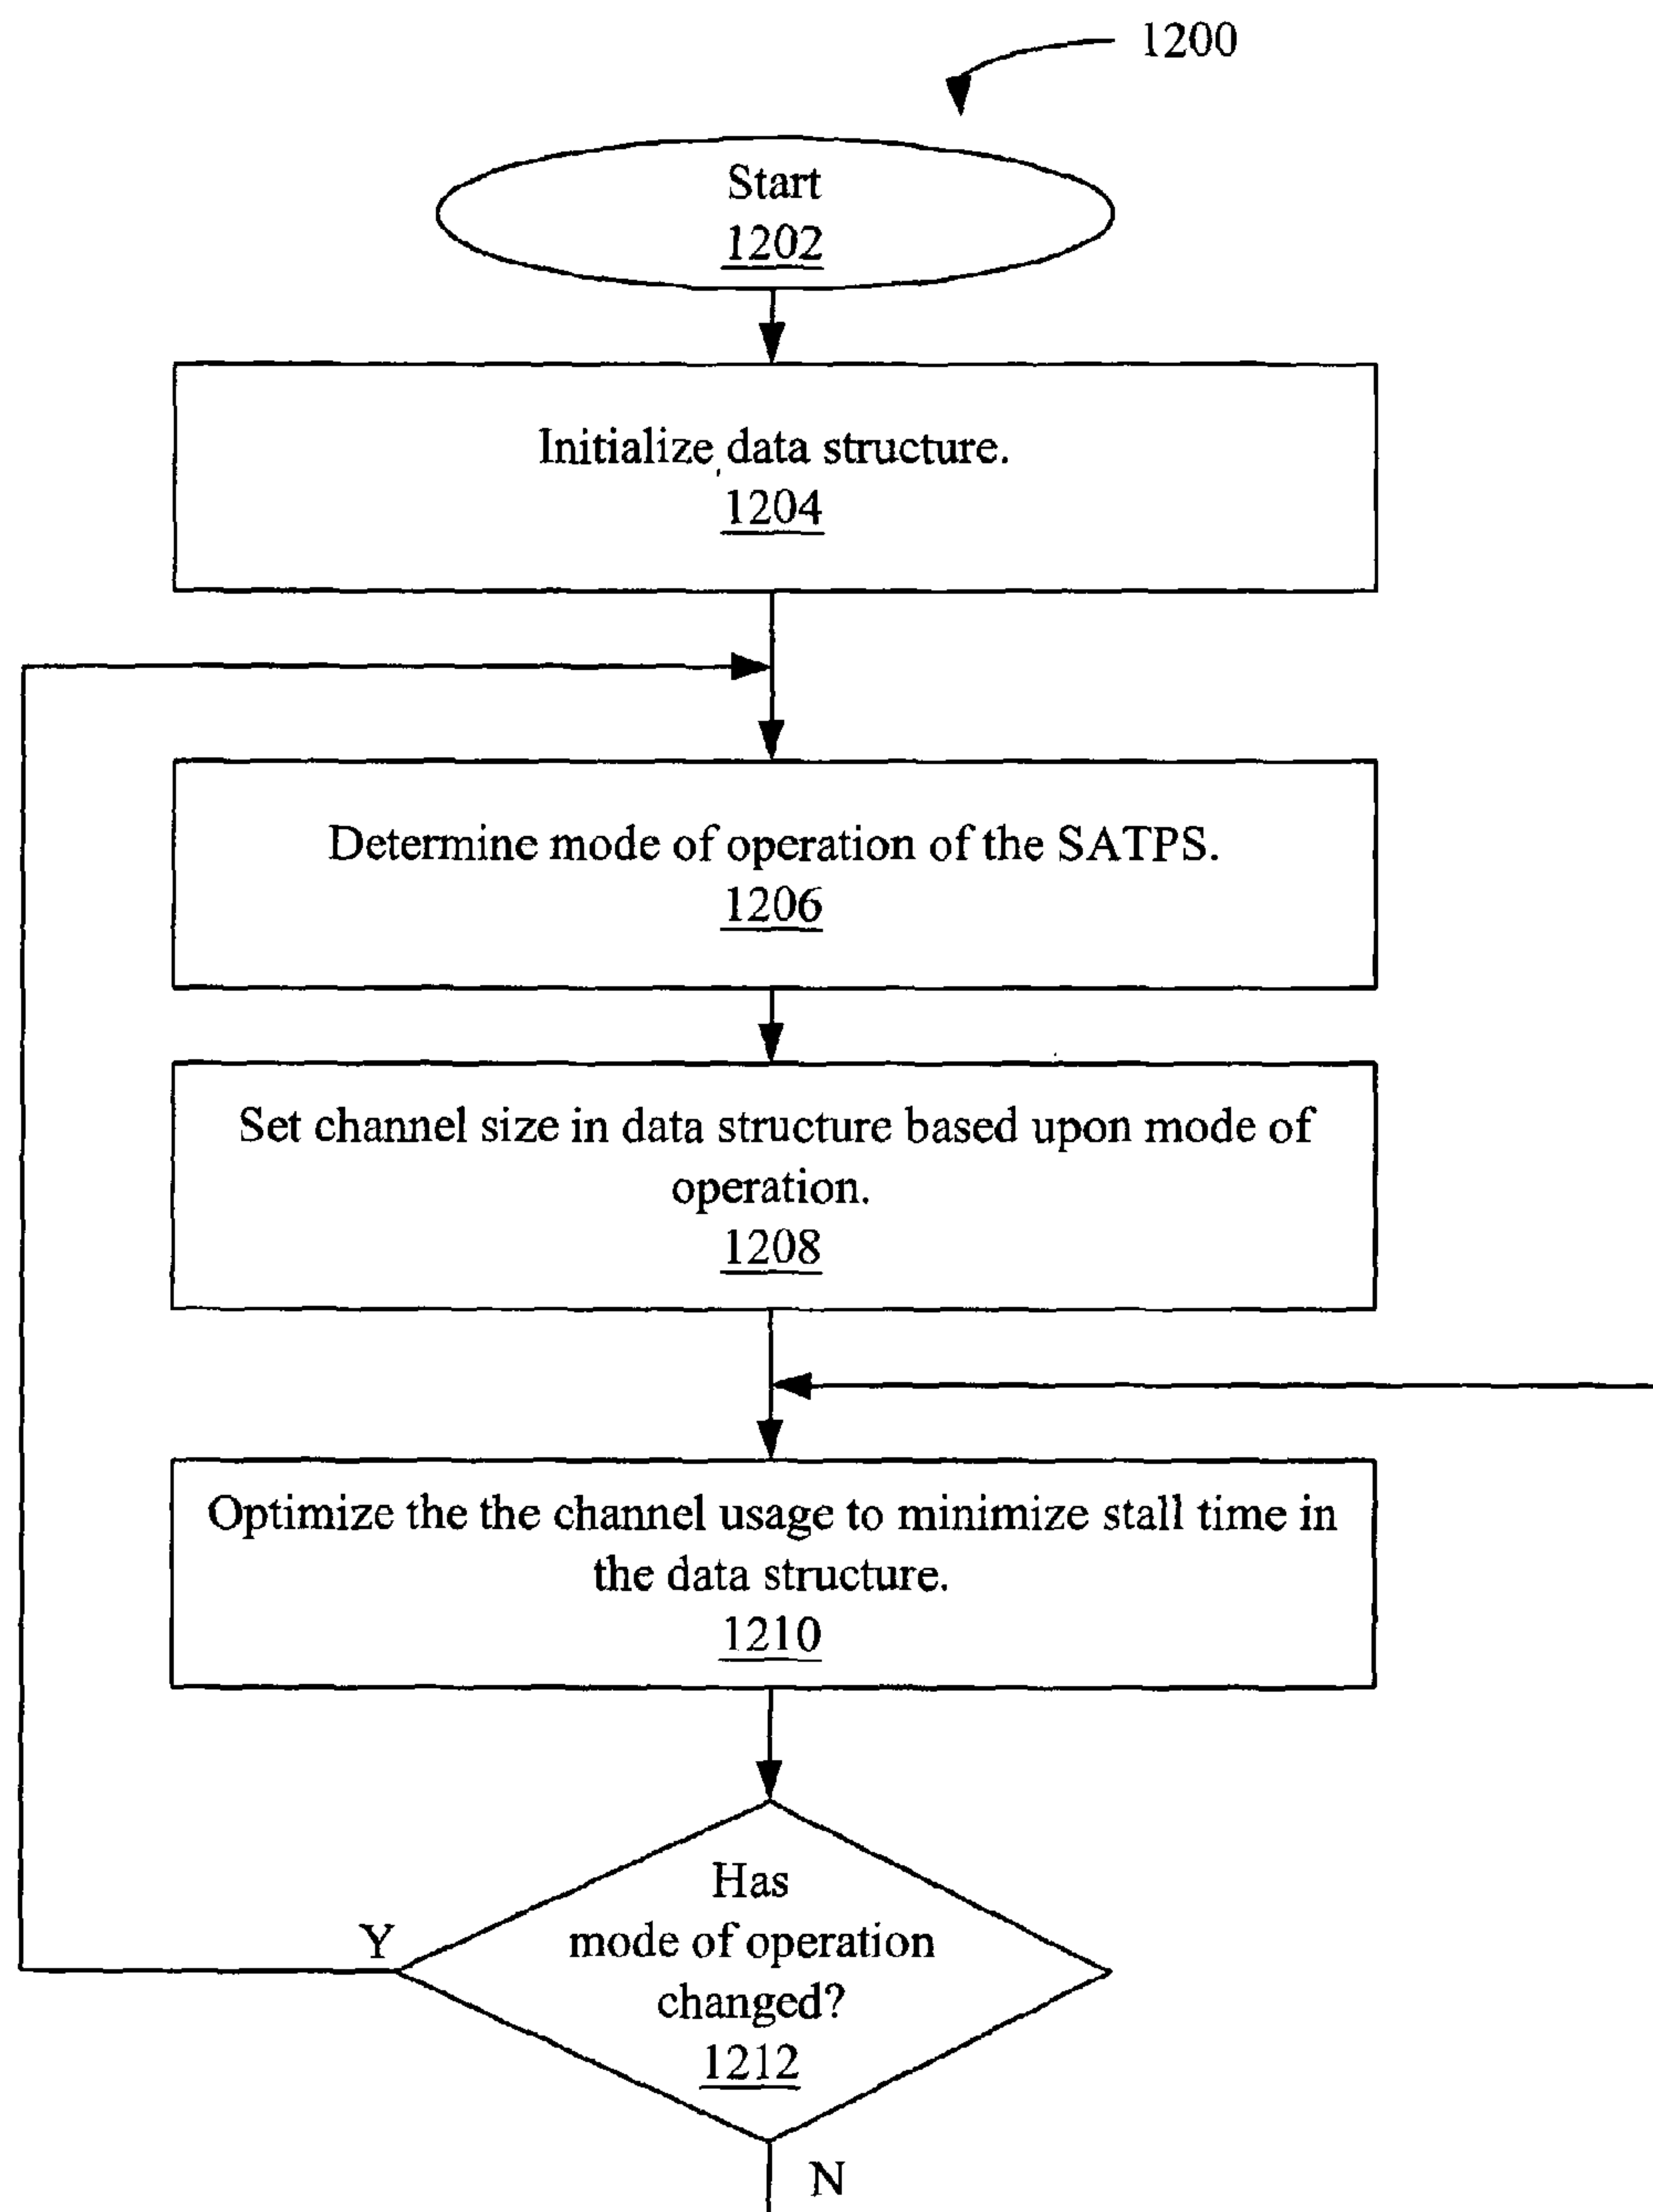 1200
Start
1202
Initialize data structure.
1204
Determine mode of operation of the SATPS.
1206
Set channel size in data structure based upon mode of
operation.
1208
Optimize the the channel usage to minimize stall time in
the data structure.
1210
Has
mode of operation
changed?
1212
Y
N